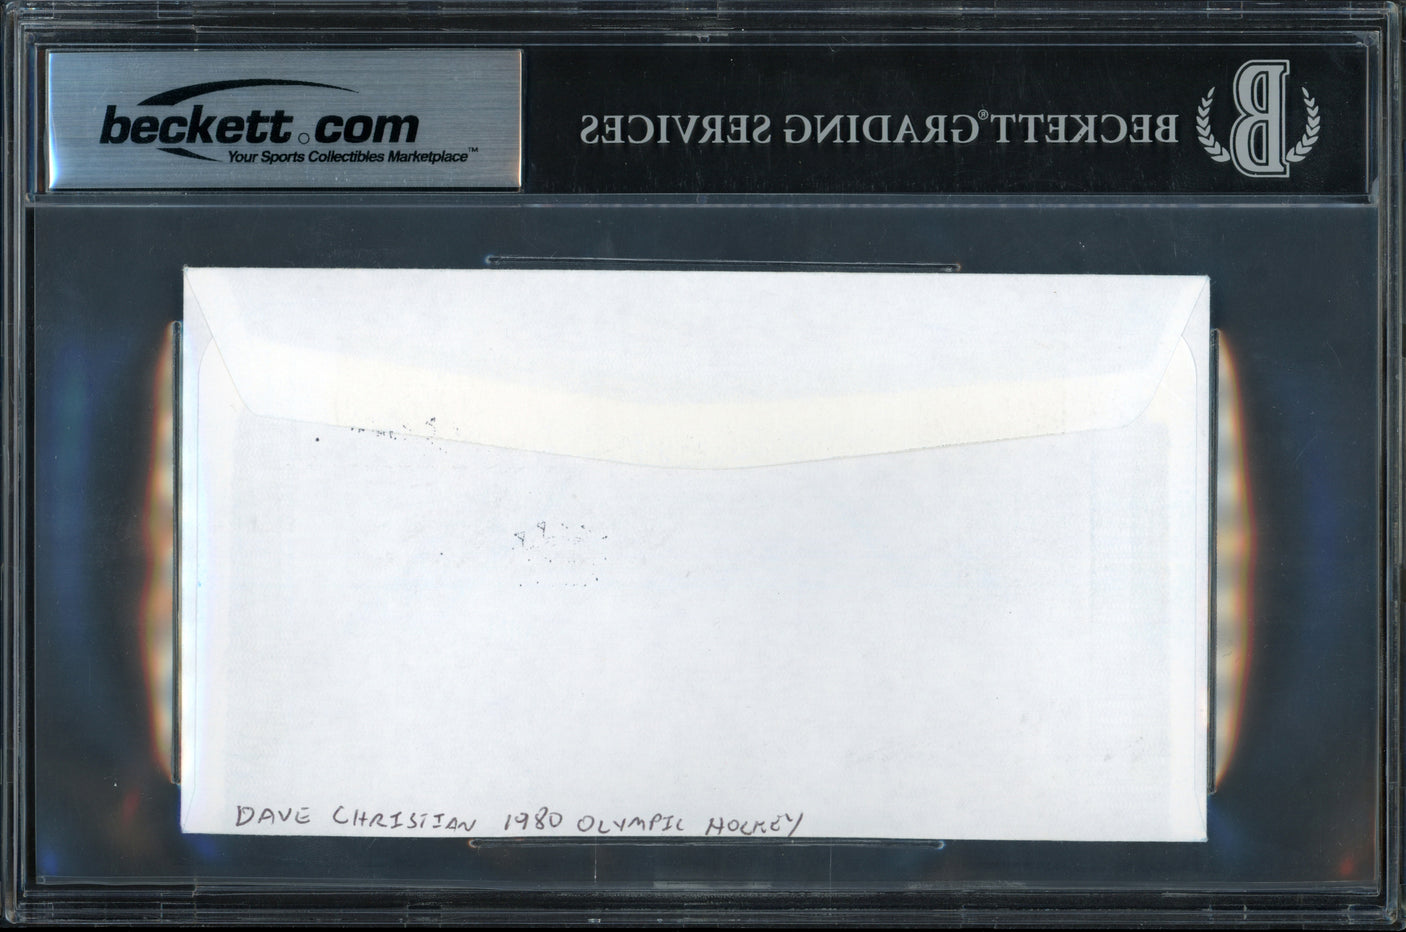 beckett.com
Your Sports Collectibles Marketplace™
BECKETT® GRADING SERVICES
B
DAVE CHRISTIAN 1980 OLYMPIC HOCKEY